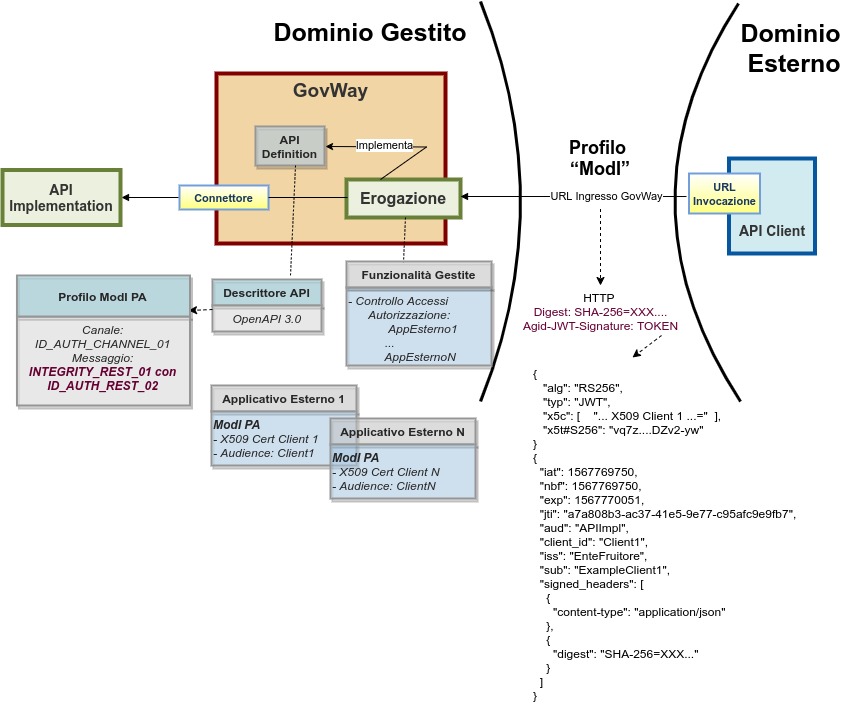 Dominio Gestito
Dominio
Esterno
GovWay
API
Definition
Implementa
Profilo
“ModI”
API
Implementation
Connettore
Erogazione
URL Ingresso GovWay
URL
Invocazione
API Client
Profilo ModI PA
Canale:
ID_AUTH_CHANNEL_01
Messaggio:
INTEGRITY_REST_01 con
ID_AUTH_REST_02
Descrittore API
OpenAPI 3.0
Funzionalità Gestite
- Controllo Accessi
Autorizzazione:
AppEsterno1
...
AppEsternoN
Applicativo Esterno 1
ModI PA
- X509 Cert Client 1
- Audience: Client1
Applicativo Esterno N
ModI PA
- X509 Cert Client N
- Audience: ClientN
HTTP
Digest: SHA-256=XXX....
Agid-JWT-Signature: TOKEN
{
"alg": "RS256",
"typ": "JWT",
"x5c": [ "... X509 Client 1 ...=" ],
"x5t#S256": "vq7z....DZv2-yw"
}
{
"iat": 1567769750,
"nbf": 1567769750,
"exp": 1567770051,
"jti": "a7a808b3-ac37-41e5-9e77-c95afc9e9fb7",
"aud": "APIImpl",
"client_id": "Client1",
"iss": "EnteFruitore",
"sub": "ExampleClient1",
"signed_headers": [
{
"content-type": "application/json"
},
{
"digest": "SHA-256=XXX..."
}
]
}